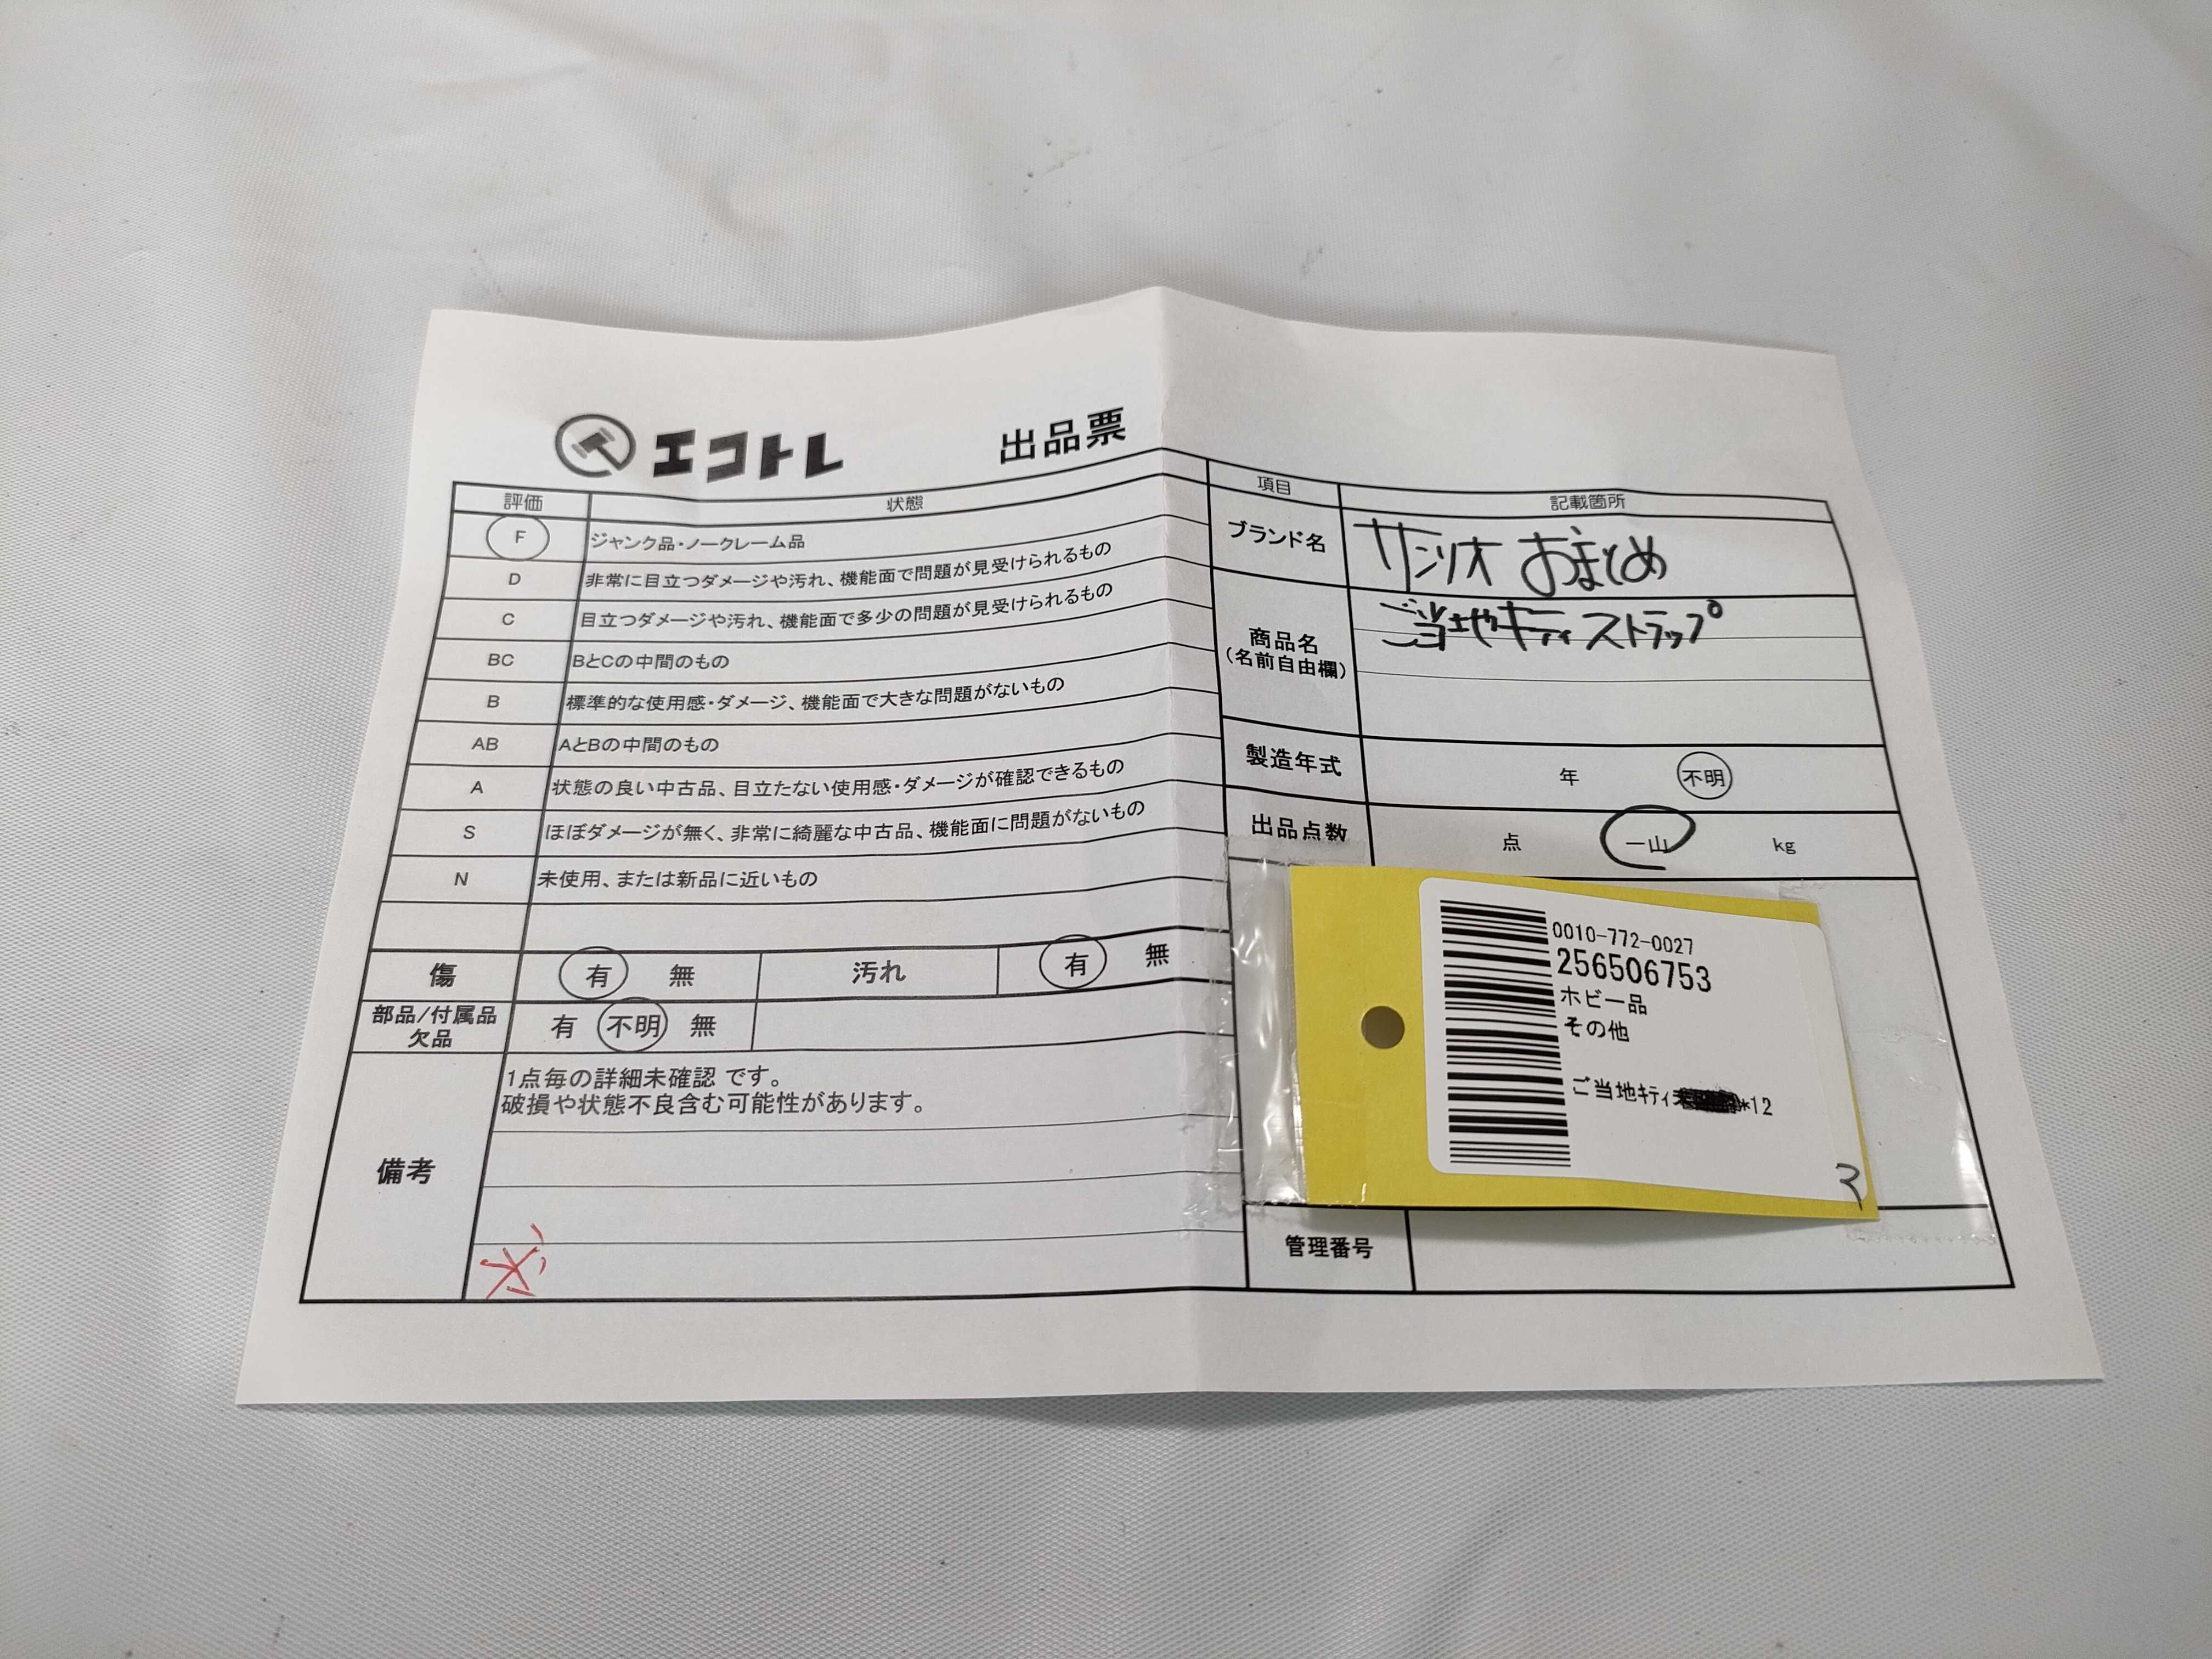 エコトレ 出品票
評価 状態
F ジャンク品・ノークレーム品
D 非常に目立つダメージや汚れ、機能面で問題が見受けられるもの
C 目立つダメージや汚れ、機能面で多少の問題が見受けられるもの
BC BとCの中間のもの
B 標準的な使用感・ダメージ、機能面で大きな問題がないもの
AB AとBの中間のもの
A 状態の良い中古品、目立たない使用感・ダメージが確認できるもの
S ほぼダメージが無く、非常に綺麗な中古品、機能面に問題がないもの
N 未使用、または新品に近いもの
傷 有 無 汚れ 有 無
部品/付属品
欠品 有 不明 無
備考
1点毎の詳細未確認 です。
破損や状態不良含む可能性があります。
項目 記載箇所
ブランド名 サンリオ おまとめ
商品名
(名前自由欄)
ご当地キティ ストラップ
製造年式 年 不明
出品点数 点 一山 kg
0010-772-0027
256506753
ホビー品
その他
ご当地ｷﾃｨ *12
管理番号